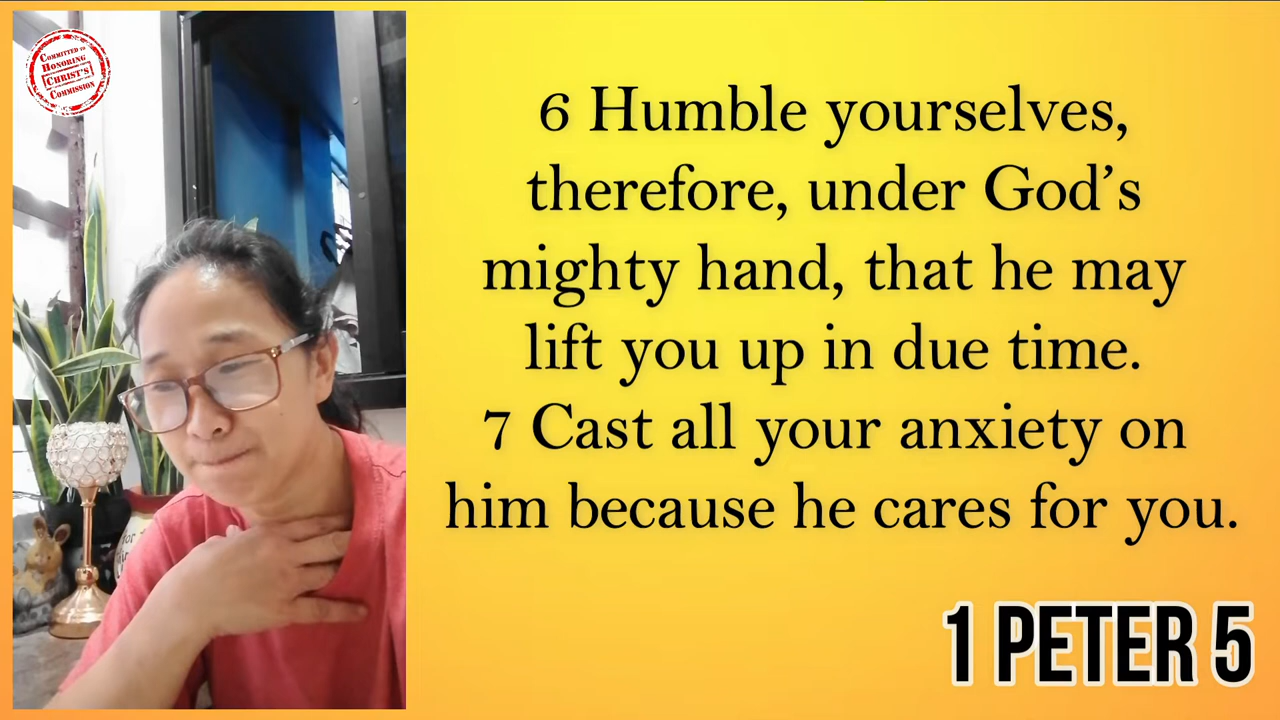 COMMITTED TO
HONORING
CHRIST'S
COMMISSION
6 Humble yourselves,
therefore, under God’s
mighty hand, that he may
lift you up in due time.
7 Cast all your anxiety on
him because he cares for you.
1 PETER 5